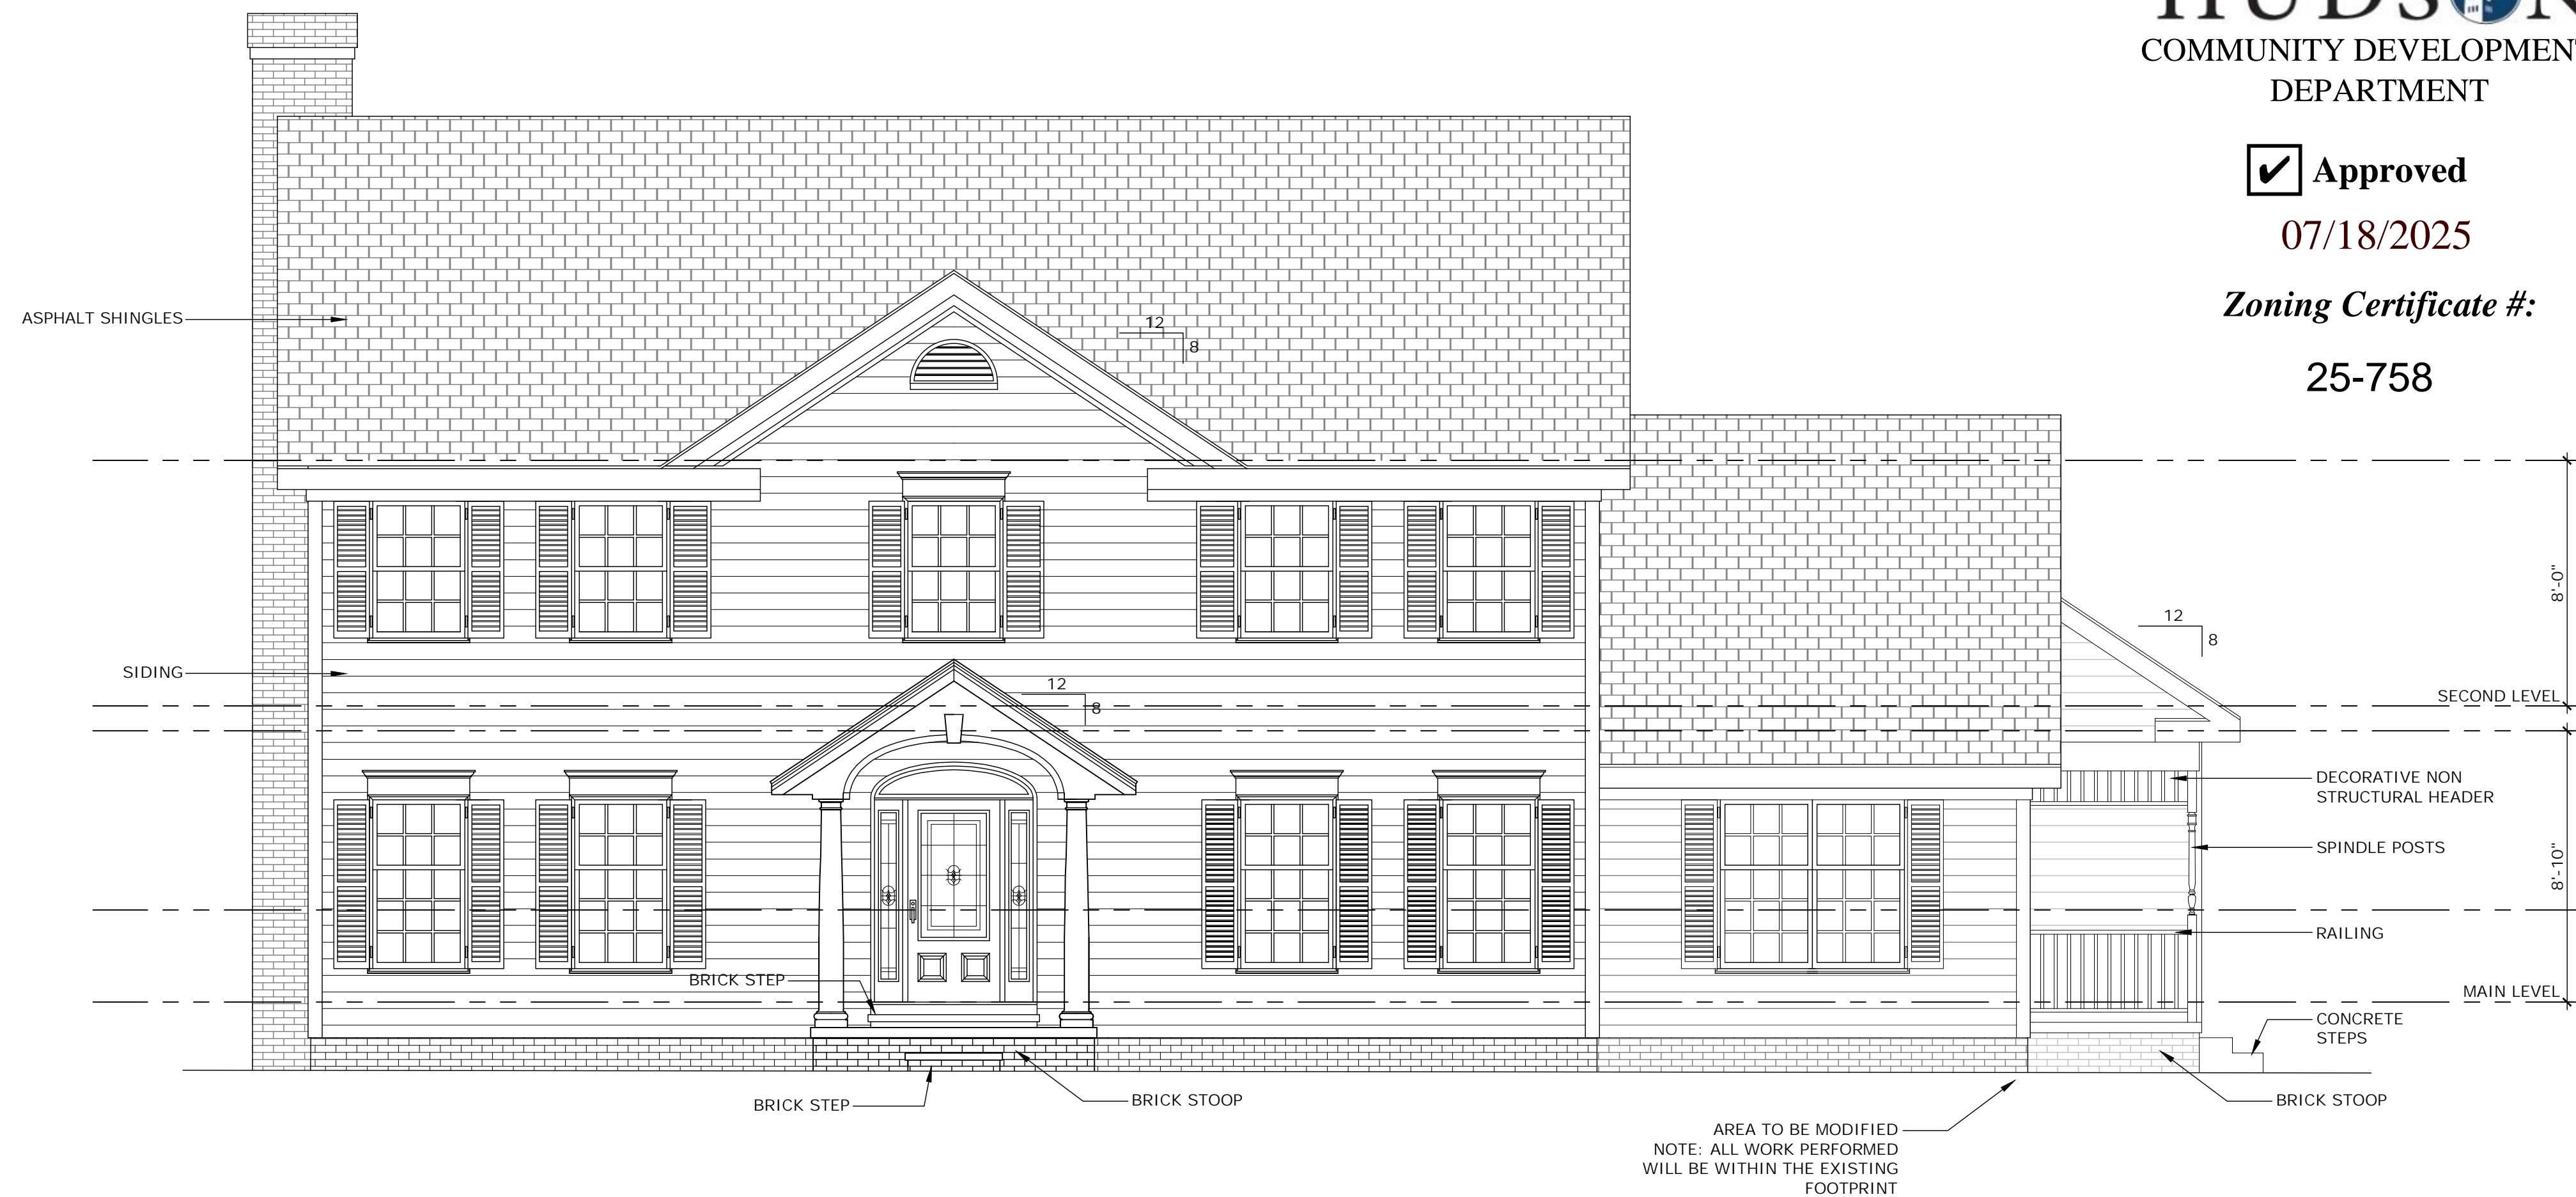 HUDSON
COMMUNITY DEVELOPMENT
DEPARTMENT
✔ Approved
07/18/2025
Zoning Certificate #:
25-758
ASPHALT SHINGLES
12
8
SIDING
12
8
12
8
8'-0"
SECOND LEVEL
DECORATIVE NON
STRUCTURAL HEADER
SPINDLE POSTS
8'-10"
RAILING
BRICK STEP
MAIN LEVEL
CONCRETE
STEPS
BRICK STEP
BRICK STOOP
BRICK STOOP
AREA TO BE MODIFIED
NOTE: ALL WORK PERFORMED
WILL BE WITHIN THE EXISTING
FOOTPRINT